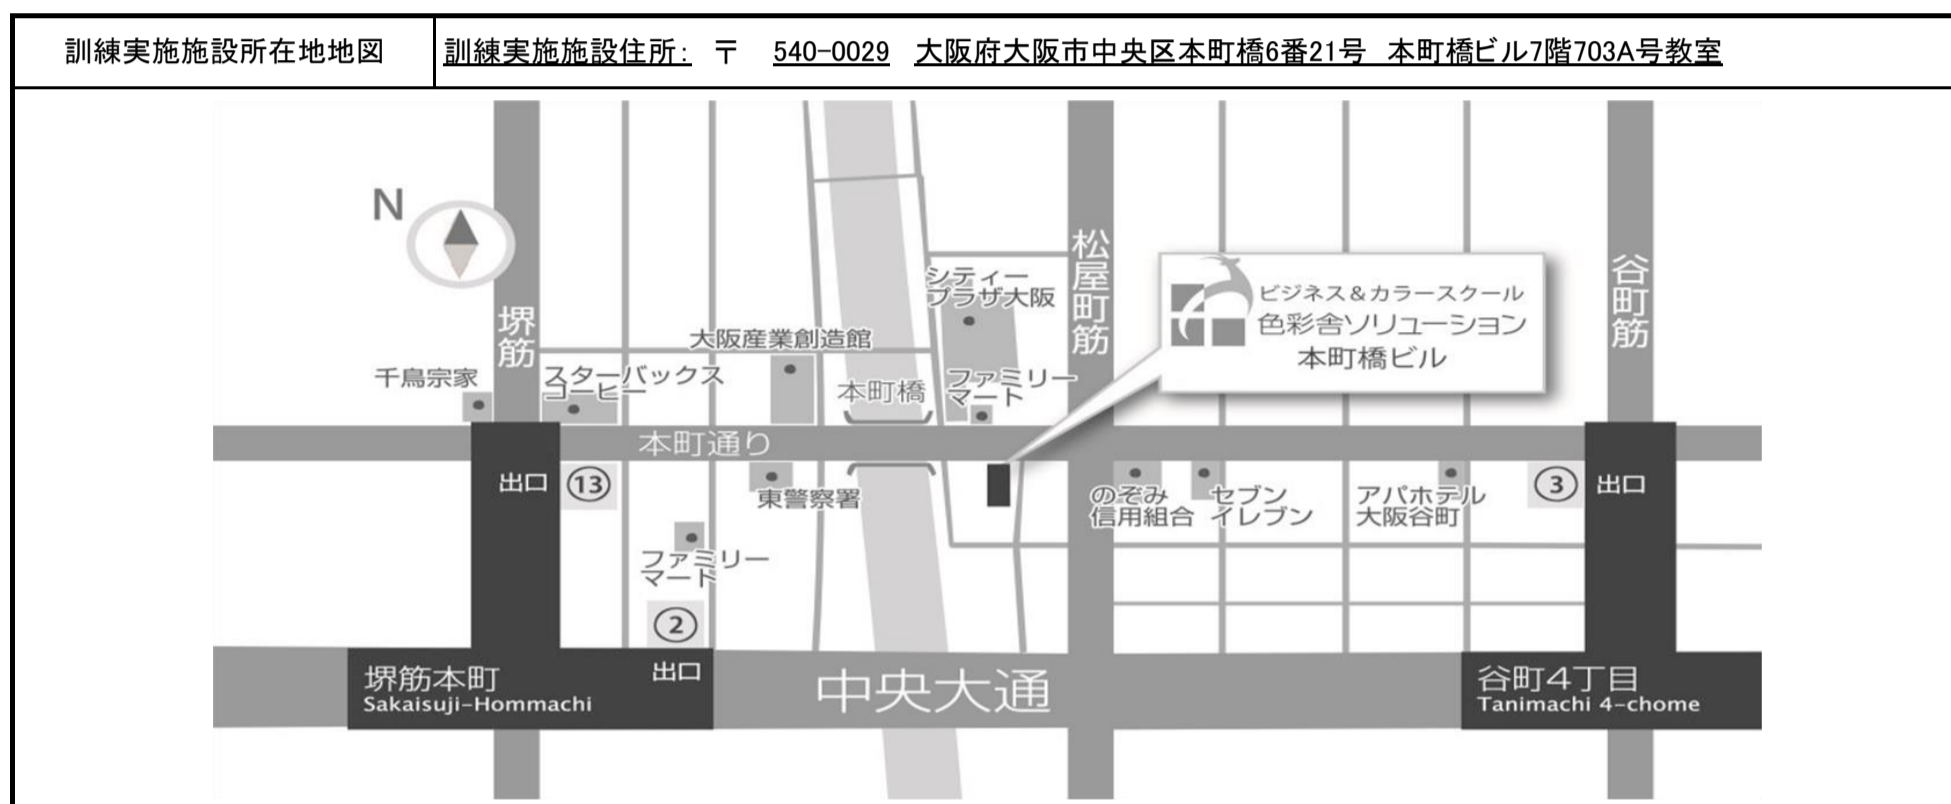 訓練実施施設所在地地図
訓練実施施設住所: 〒 540-0029 大阪府大阪市中央区本町橋6番21号 本町橋ビル7階703A号教室
N
堺筋
松屋町筋
谷町筋
シティー
プラザ大阪
ビジネス&カラースクール
色彩舎ソリューション
本町橋ビル
大阪産業創造館
千鳥宗家
スターバックス
コーヒー
本町橋
ファミリー
マート
本町通り
出口
13
東警察署
のぞみ
信用組合
セブン
イレブン
アパホテル
大阪谷町
3
出口
ファミリー
マート
2
出口
堺筋本町
Sakaisuji-Hommachi
中央大通
谷町4丁目
Tanimachi 4-chome